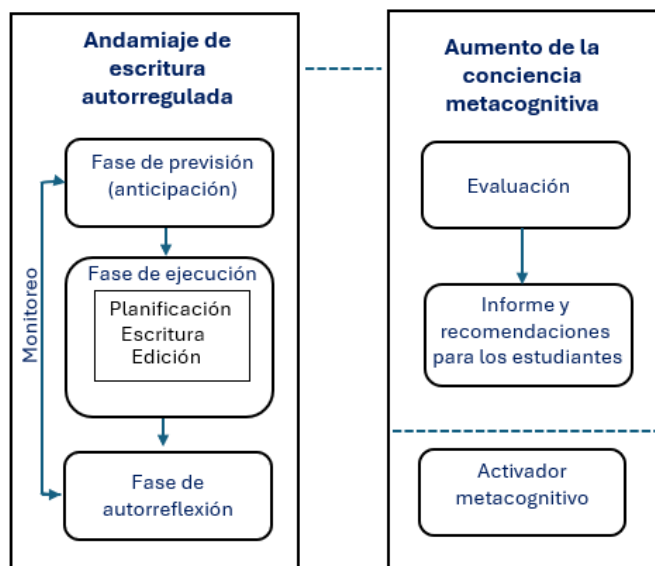 Andamiaje de
escritura
autorregulada
Fase de previsión
(anticipación)
Monitoreo
Fase de ejecución
Planificación
Escritura
Edición
Fase de
autorreflexión
Aumento de la
conciencia
metacognitiva
Evaluación
Informe y
recomendaciones
para los estudiantes
Activador
metacognitivo